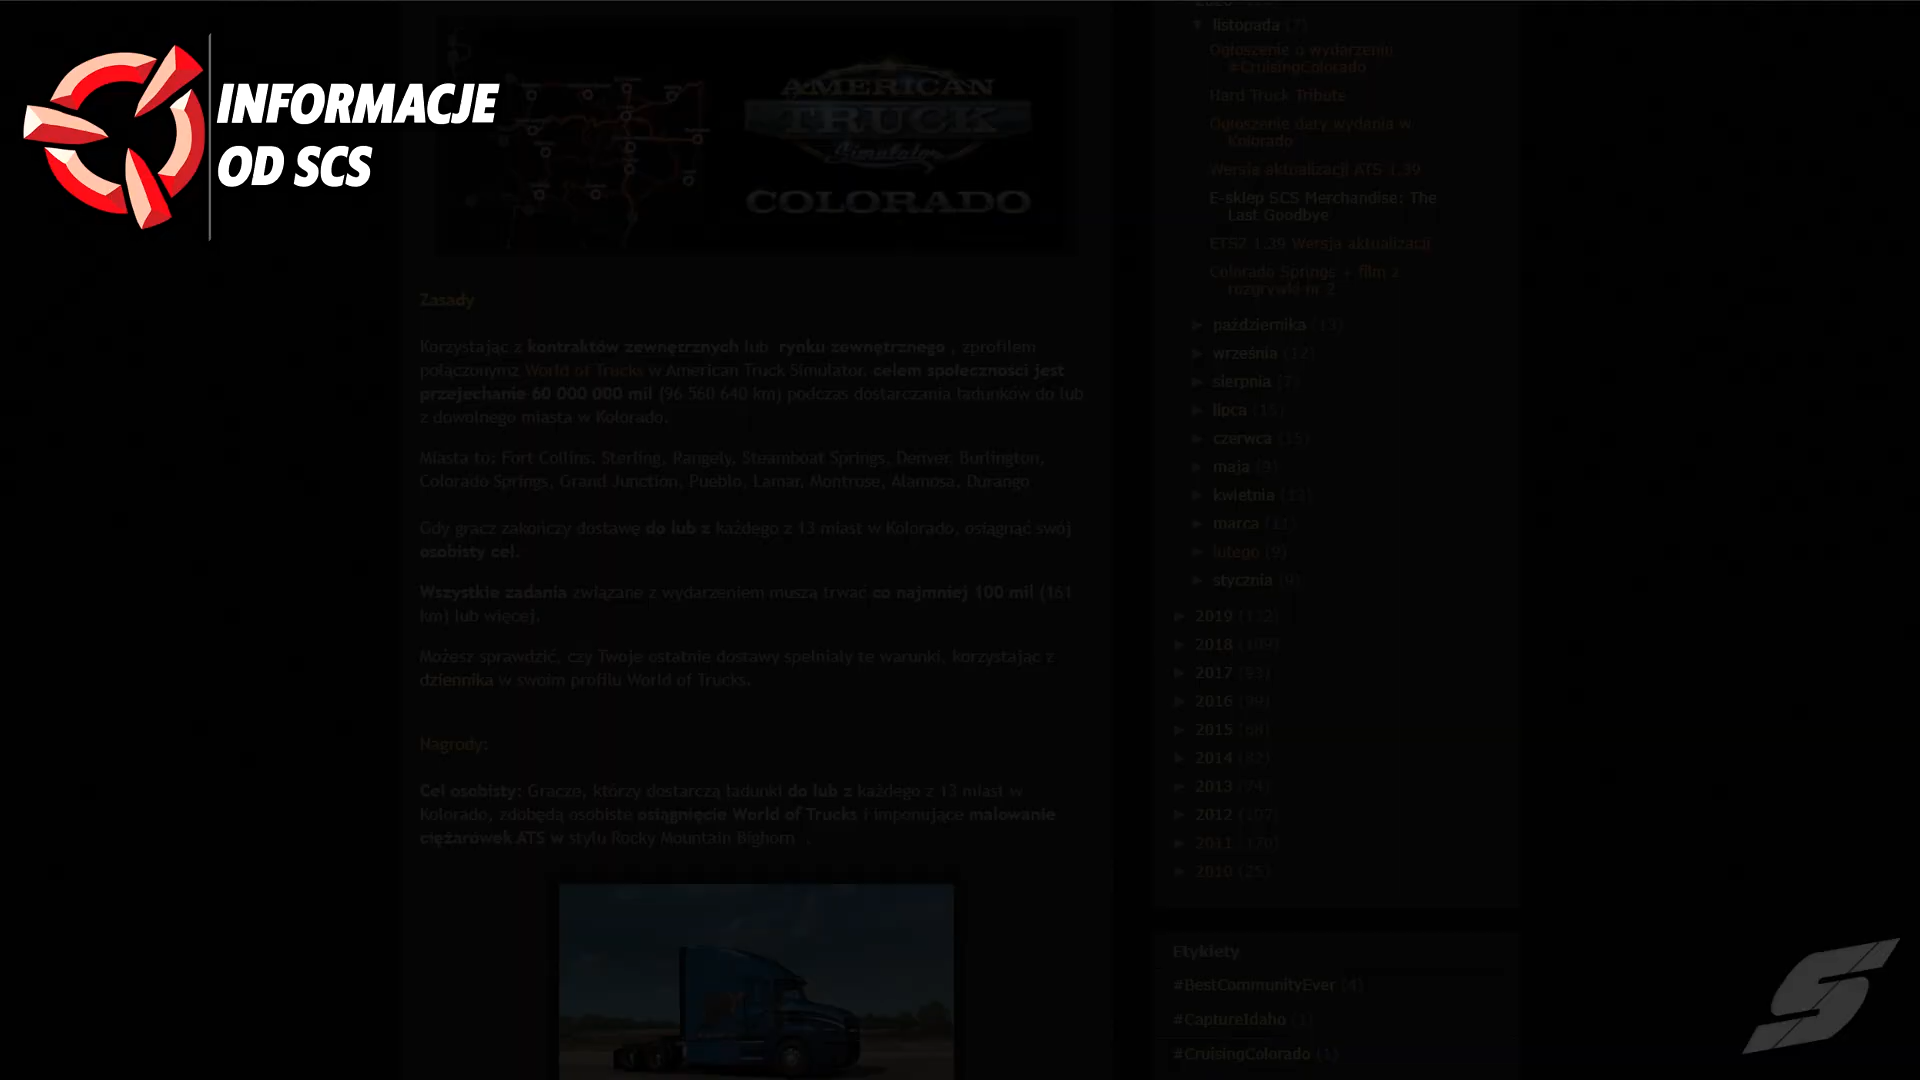 INFORMACJE
OD SCS
AMERICAN
TRUCK
Simulator
COLORADO
Zasady
Korzystając z kontraktów zewnętrznych lub rynku zewnętrznego , zprofilem
połączonymz World of Trucks w American Truck Simulator, celem społeczności jest
przejechanie 60 000 000 mil (96 560 640 km) podczas dostarczania ładunków do lub
z dowolnego miasta w Kolorado.
Miasta to: Fort Collins, Sterling, Rangely, Steamboat Springs, Denver, Burlington,
Colorado Springs, Grand Junction, Pueblo, Lamar, Montrose, Alamosa, Durango
Gdy gracz zakończy dostawę do lub z każdego z 13 miast w Kolorado, osiągnąć swój
osobisty cel.
Wszystkie zadania związane z wydarzeniem muszą trwać co najmniej 100 mil (161
km) lub więcej.
Możesz sprawdzić, czy Twoje ostatnie dostawy spełniały te warunki, korzystając z
dziennika w swoim profilu World of Trucks.
Nagrody:
Cel osobisty: Gracze, którzy dostarczą ładunki do lub z każdego z 13 miast w
Kolorado, zdobędą osobiste osiągnięcie World of Trucks i imponujące malowanie
ciężarówek ATS w stylu Rocky Mountain Bighorn .
listopada (7)
Ogłoszenie o wydarzeniu
#CruisingColorado
Hard Truck Tribute
Ogłoszenie daty wydania w
Kolorado
Wersja aktualizacji ATS 1.39
E-sklep SCS Merchandise: The
Last Goodbye
ETS2 1.39 Wersja aktualizacji
Colorado Springs + film z
rozgrywki nr 2
października (13)
września (12)
sierpnia (7)
lipca
czerwca (15)
maja (9)
kwietnia
marca
lutego (9)
stycznia (9)
2019
2018
2017 (93)
2016 (99)
2015
2014 (82)
2013 (74)
2012 (107)
2011 (170)
2010 (25)
Etykiety
#BestCommunityEver (4)
#CaptureIdaho (1)
#CruisingColorado (1)